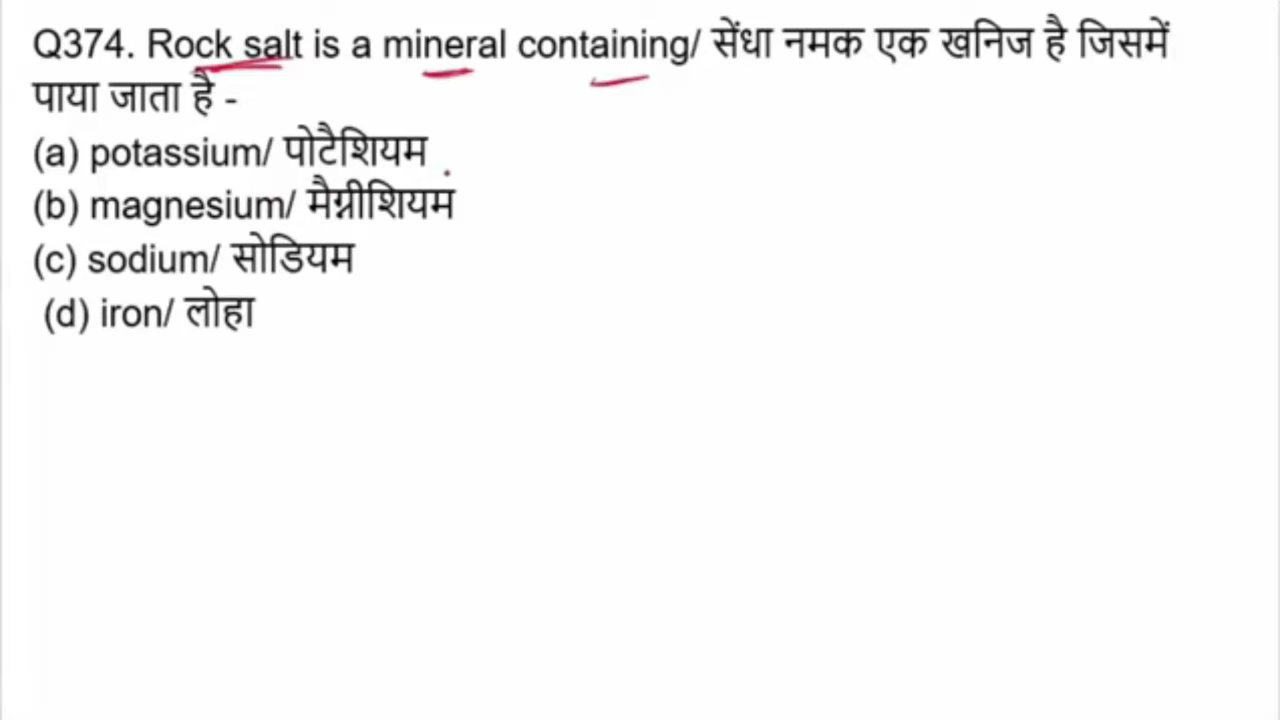 Q374. Rock salt is a mineral containing/ सेंधा नमक एक खनिज है जिसमें
पाया जाता है -
(a) potassium/ पोटैशियम
(b) magnesium/ मैग्नीशियम
(c) sodium/ सोडियम
(d) iron/ लोहा